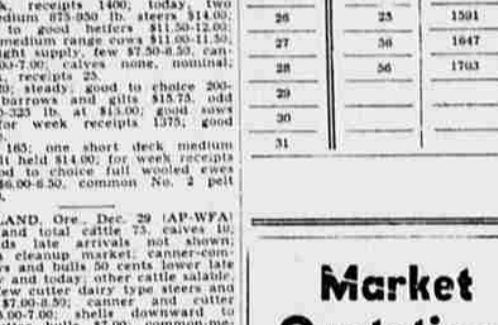 receipts 1400; today, two
medium 875-950 lb. steers $14.00;
to good heifers $11.50-12.00;
medium range cows $11.00-11.50,
light supply, few $7.50-8.50, can-
calves none, nominal;
receipts 25.
steady; good to choice 200-
barrows and gilts $15.75, odd
lb. at $15.00; good sows
for week receipts 1375; good
165; one short deck medium
held $14.00; for week receipts
good to choice full wooled ewes
$6.00-6.50, common No. 2 pelt
LAND, Ore., Dec. 29 (AP-WFA)
and total cattle 75, calves 10;
late arrivals not shown;
cleanup market; canner-com-
and bulls 50 cents lower late
and today; other cattle salable.
few cutter dairy type steers and
$7.00-8.50; canner and cutter
shells downward to
bulls $7.00 common-me-
26 25 1591
27 56 1647
28 56 1703
29
30
31
Market